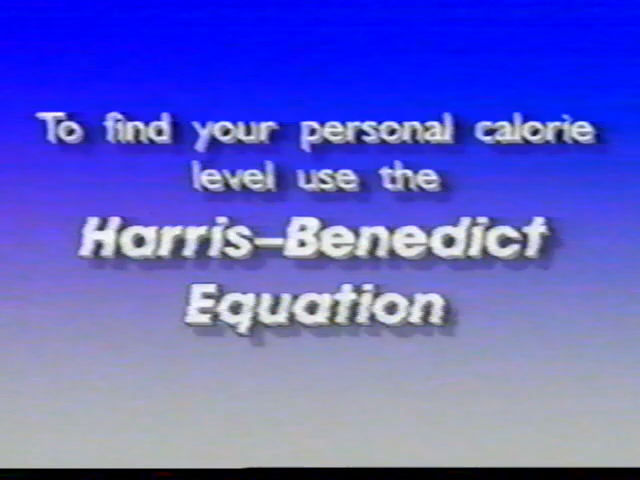 To find your personal calorie
level use the
Harris–Benedict
Equation